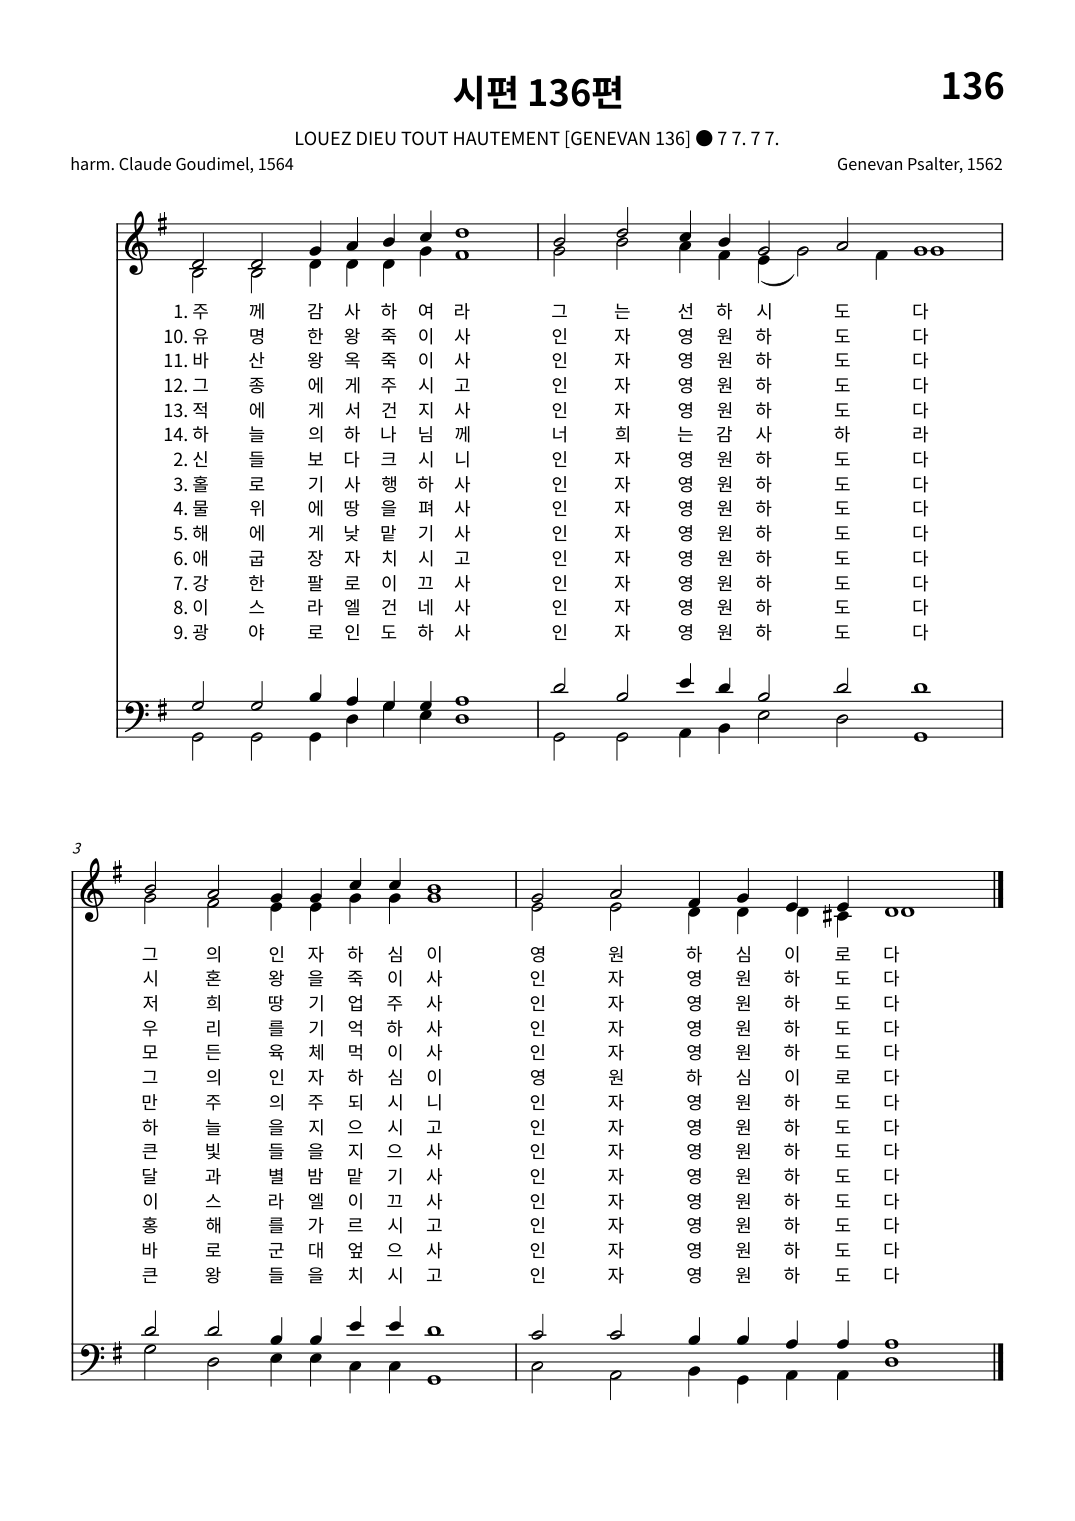 시편 136편
136
LOUEZ DIEU TOUT HAUTEMENT [GENEVAN 136] ● 7 7. 7 7.
harm. Claude Goudimel, 1564
Genevan Psalter, 1562
1. 주 께 감 사 하 여 라 그 는 선 하 시 도 다
10. 유 명 한 왕 죽 이 사 인 자 영 원 하 도 다
11. 바 산 왕 옥 죽 이 사 인 자 영 원 하 도 다
12. 그 종 에 게 주 시 고 인 자 영 원 하 도 다
13. 적 에 게 서 건 지 사 인 자 영 원 하 도 다
14. 하 늘 의 하 나 님 께 너 희 는 감 사 하 라
2. 신 들 보 다 크 시 니 인 자 영 원 하 도 다
3. 홀 로 기 사 행 하 사 인 자 영 원 하 도 다
4. 물 위 에 땅 을 펴 사 인 자 영 원 하 도 다
5. 해 에 게 낮 맡 기 사 인 자 영 원 하 도 다
6. 애 굽 장 자 치 시 고 인 자 영 원 하 도 다
7. 강 한 팔 로 이 끄 사 인 자 영 원 하 도 다
8. 이 스 라 엘 건 네 사 인 자 영 원 하 도 다
9. 광 야 로 인 도 하 사 인 자 영 원 하 도 다
3
그 의 인 자 하 심 이 영 원 하 심 이 로 다
시 혼 왕 을 죽 이 사 인 자 영 원 하 도 다
저 희 땅 기 업 주 사 인 자 영 원 하 도 다
우 리 를 기 억 하 사 인 자 영 원 하 도 다
모 든 육 체 먹 이 사 인 자 영 원 하 도 다
그 의 인 자 하 심 이 영 원 하 심 이 로 다
만 주 의 주 되 시 니 인 자 영 원 하 도 다
하 늘 을 지 으 시 고 인 자 영 원 하 도 다
큰 빛 들 을 지 으 사 인 자 영 원 하 도 다
달 과 별 밤 맡 기 사 인 자 영 원 하 도 다
이 스 라 엘 이 끄 사 인 자 영 원 하 도 다
홍 해 를 가 르 시 고 인 자 영 원 하 도 다
바 로 군 대 엎 으 사 인 자 영 원 하 도 다
큰 왕 들 을 치 시 고 인 자 영 원 하 도 다